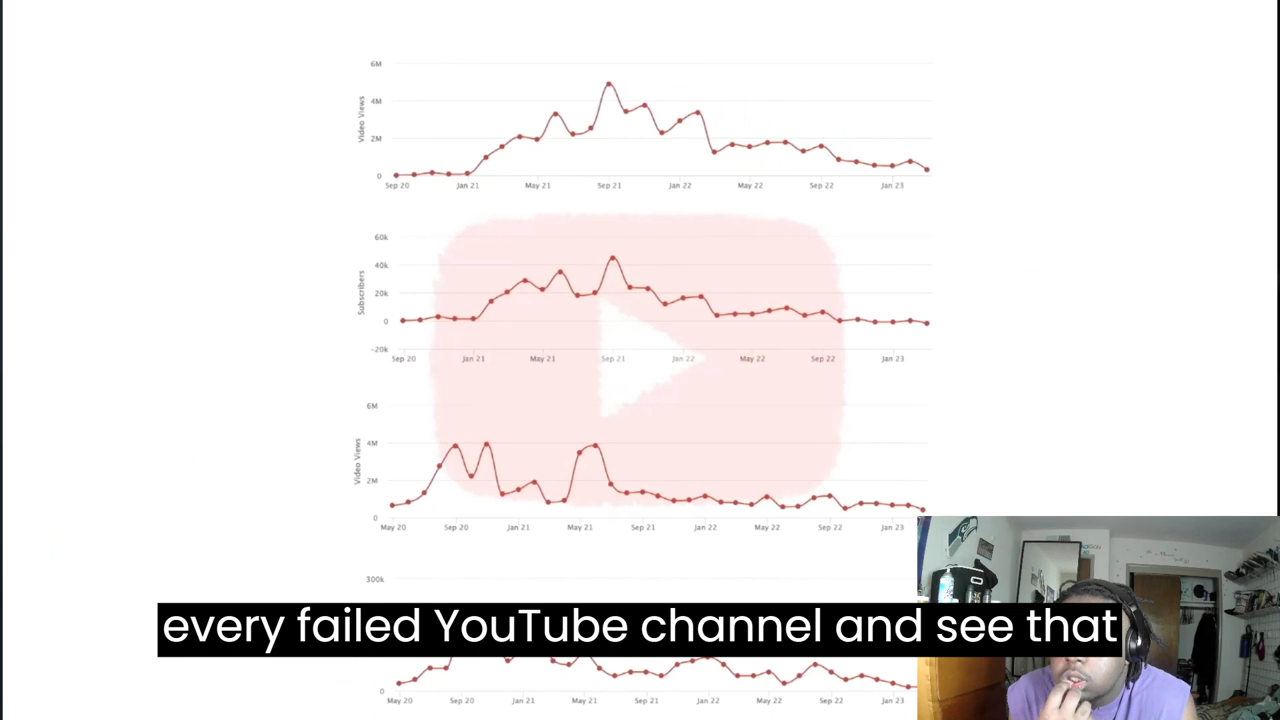 6M
4M
2M
0
Video Views
Sep 20 Jan 21 May 21 Sep 21 Jan 22 May 22 Sep 22 Jan 23
60k
40k
20k
0
-20k
Subscribers
Sep 20 Jan 21 May 21 Sep 21 Jan 22 May 22 Sep 22 Jan 23
6M
4M
2M
0
Video Views
May 20 Sep 20 Jan 21 May 21 Sep 21 Jan 22 May 22 Sep 22 Jan 23
300k
every failed YouTube channel and see that
0
May 20 Sep 20 Jan 21 May 21 Sep 21 Jan 22 May 22 Sep 22 Jan 23